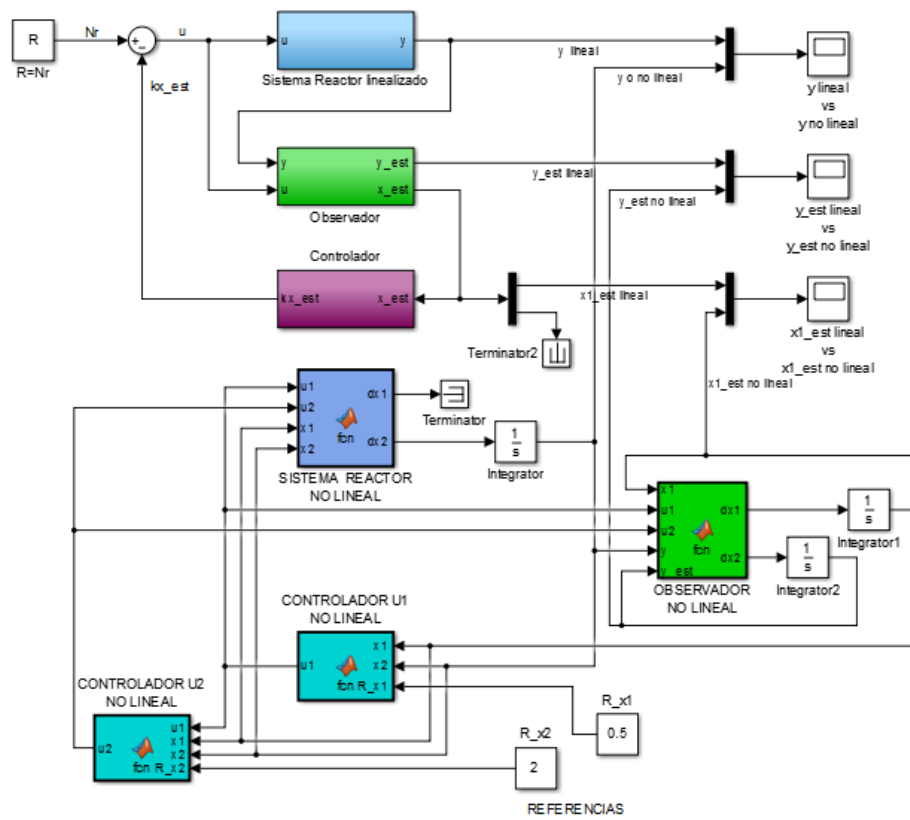 R
R=Nr
Nr
+
-
u
kx_est
u
y
Sistema Reactor linealizado
y lineal
y o no lineal
y lineal
vs
y no lineal
y
u
y_est
x_est
Observador
y_est lineal
y_est no lineal
y_est lineal
vs
y_est no lineal
Controlador
kx_est
x_est
x1_est lineal
Terminator2
x1_est lineal
vs
x1_est no lineal
x1_est no lineal
u1
u2
x1
x2
fcn
dx1
dx2
Terminator
1
s
Integrator
SISTEMA REACTOR
NO LINEAL
x1
u1
u2
y
y_est
fcn
dx1
dx2
1
s
Integrator1
1
s
Integrator2
OBSERVADOR
NO LINEAL
CONTROLADOR U1
NO LINEAL
u1
fcn
x1
x2
R_x1
R_x1
0.5
CONTROLADOR U2
NO LINEAL
u2
fcn
u1
x1
x2
R_x2
R_x2
2
REFERENCIAS